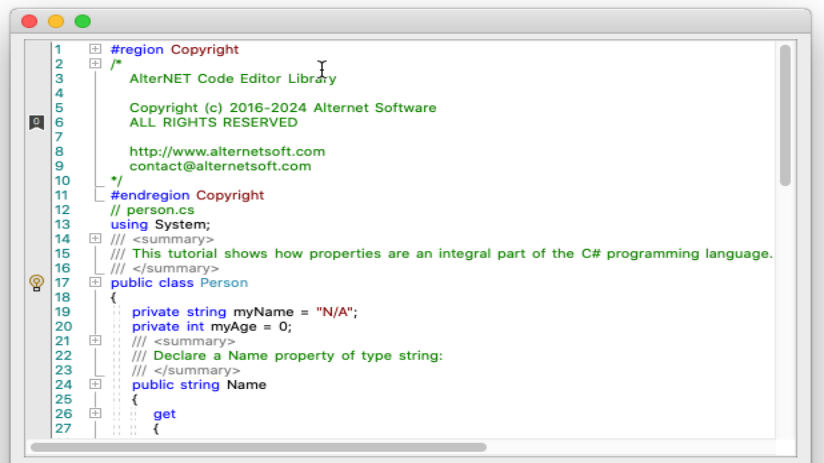 1 #region Copyright
2 /*
3 AlterNET Code Editor Library
4
5 Copyright (c) 2016-2024 Alternet Software
0 6 ALL RIGHTS RESERVED
7
8 http://www.alternetsoft.com
9 contact@alternetsoft.com
10 */
11 #endregion Copyright
12 // person.cs
13 using System;
14 /// <summary>
15 /// This tutorial shows how properties are an integral part of the C# programming language.
16 /// </summary>
17 public class Person
18 {
19 private string myName = "N/A";
20 private int myAge = 0;
21 /// <summary>
22 /// Declare a Name property of type string:
23 /// </summary>
24 public string Name
25 {
26 get
27 {